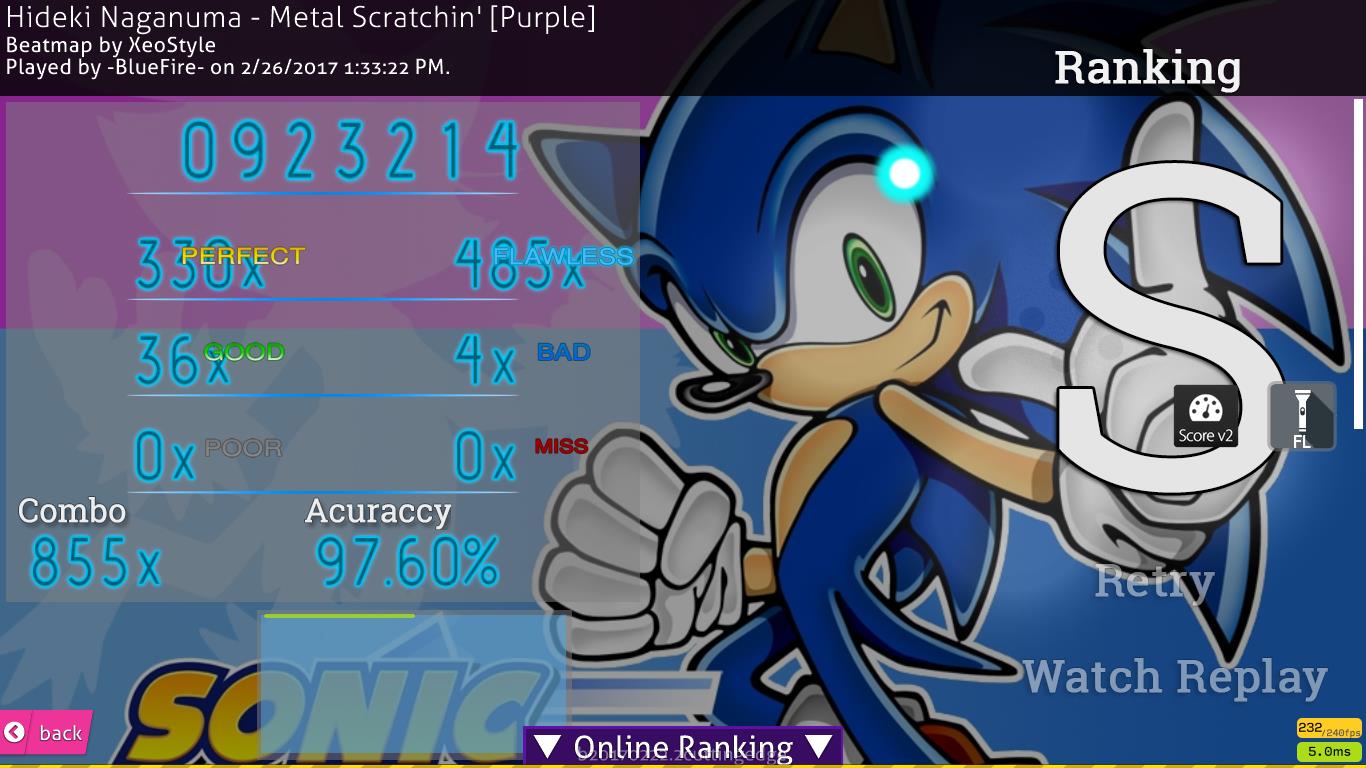 Hideki Naganuma - Metal Scratchin' [Purple]
Beatmap by XeoStyle
Played by -BlueFire- on 2/26/2017 1:33:22 PM.
Ranking
0923214
330x PERFECT 485x FLAWLESS
36x GOOD 4x BAD
0x POOR 0x MISS
Combo Acuraccy
855x 97.60%
S
Score v2 FL
Retry
Watch Replay
SONIC
back
▼ Online Ranking ▼
b20170222.2cuttingedge
232/240fps
5.0ms